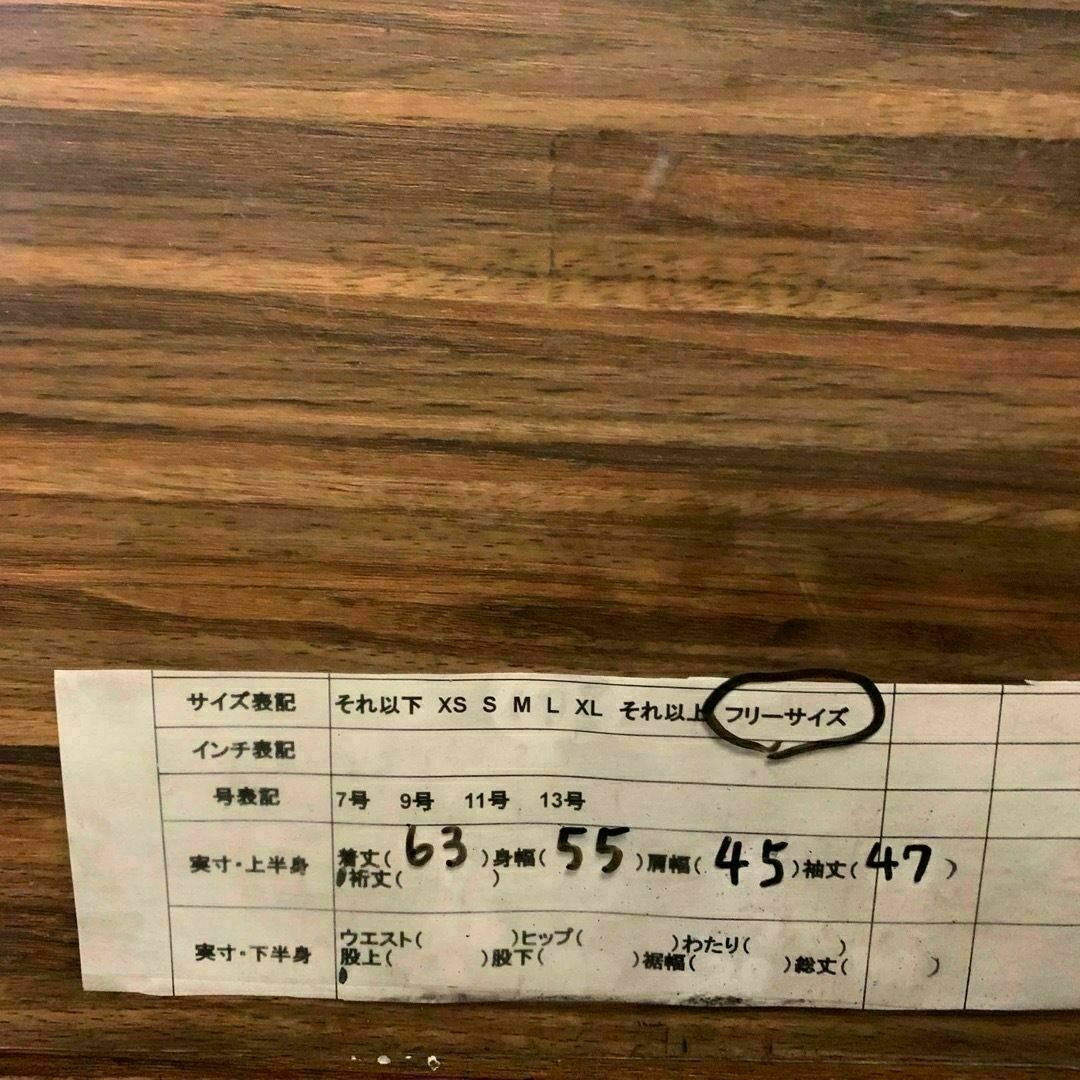 サイズ表記 それ以下 XS S M L XL それ以上 フリーサイズ
インチ表記
号表記 7号 9号 11号 13号
実寸・上半身 着丈( 63 )身幅( 55 )肩幅( 45 )袖丈( 47 )
裄丈( )
実寸・下半身 ウエスト( )ヒップ( )わたり( )
股上( )股下( )裾幅( )総丈( )